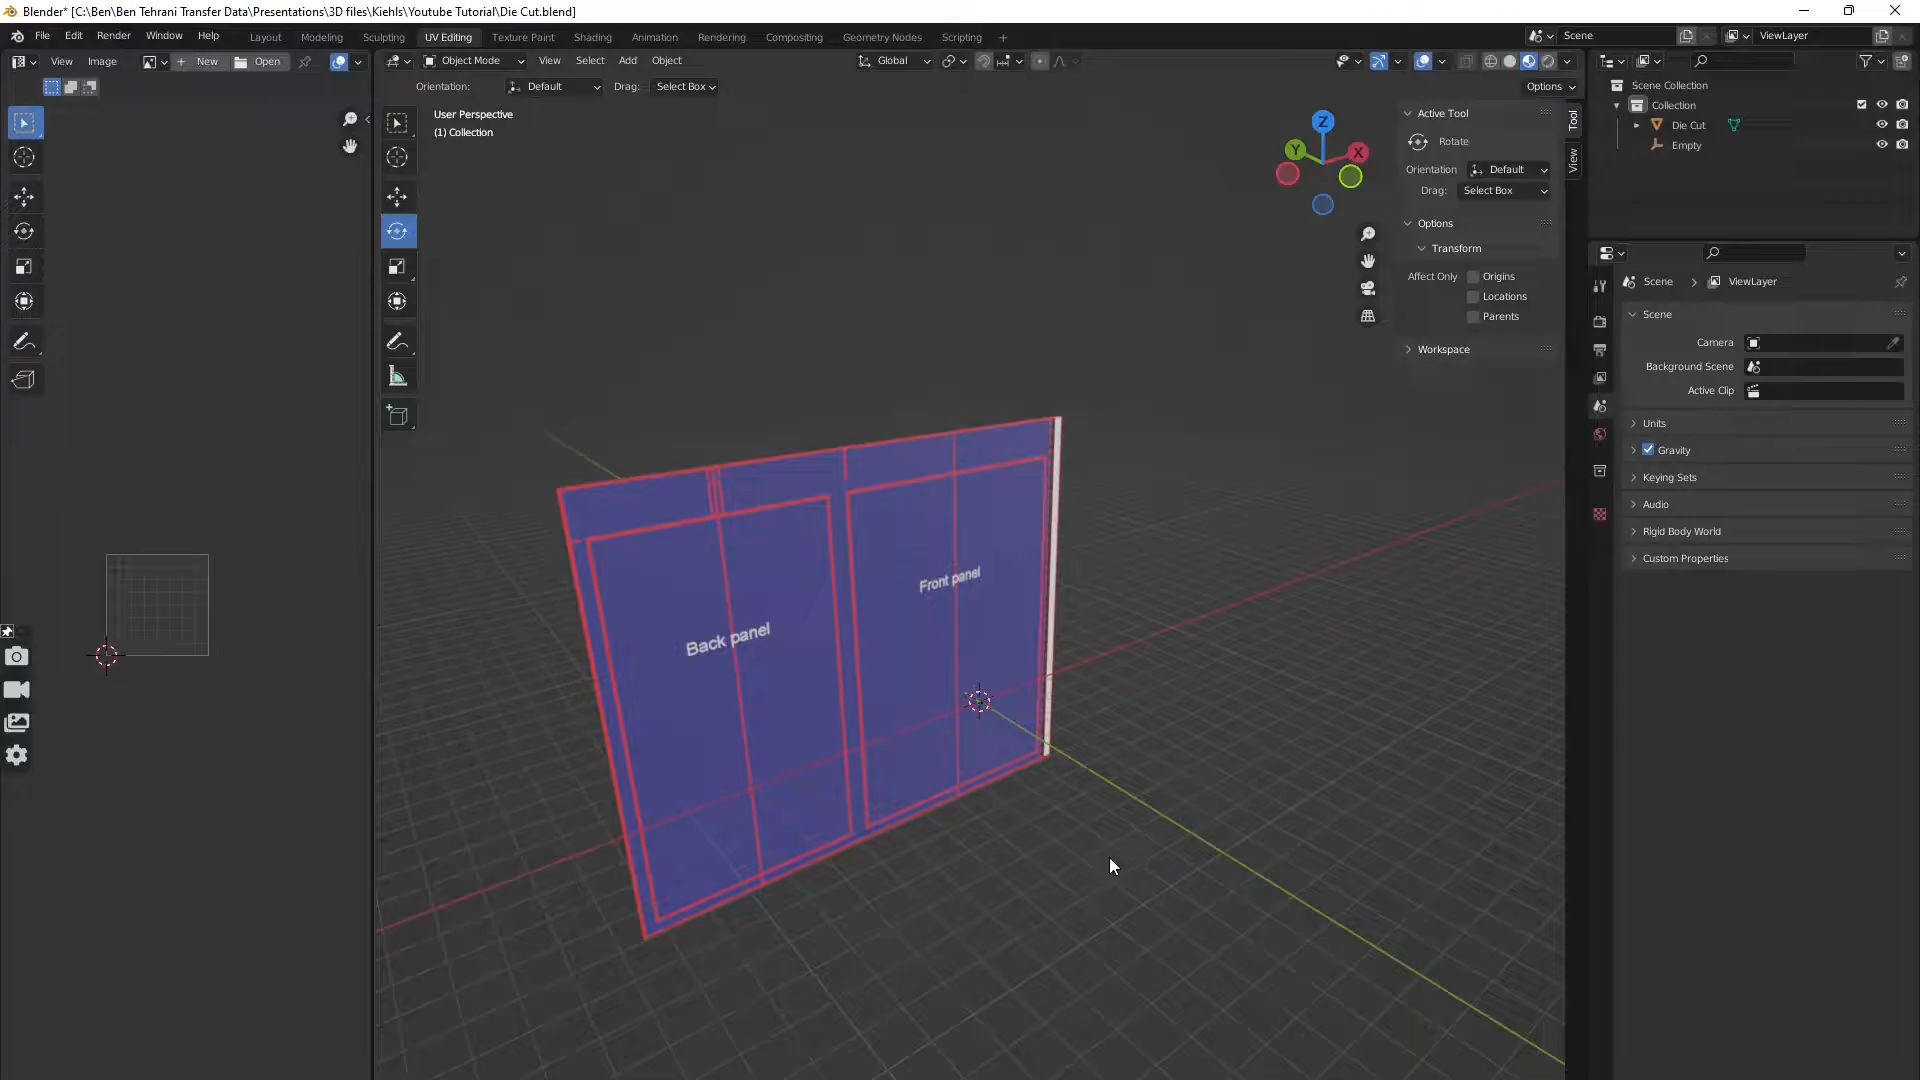 Blender* [C:\Ben\Ben Tehrani Transfer Data\Presentations\3D files\Kiehls\Youtube Tutorial\Die Cut.blend]
File Edit Render Window Help
Layout Modeling Sculpting UV Editing Texture Paint Shading Animation Rendering Compositing Geometry Nodes Scripting +
Scene
ViewLayer
View Image
New
Open
Object Mode
View Select Add Object
Global
Orientation: Default Drag: Select Box
Options
User Perspective
(1) Collection
Z
Y
X
Active Tool
Rotate
Orientation Default
Drag: Select Box
Options
Transform
Affect Only Origins
Locations
Parents
Workspace
Tool
View
Back panel
Front panel
Scene Collection
Collection
Die Cut
Empty
Scene
ViewLayer
Scene
Camera
Background Scene
Active Clip
Units
Gravity
Keying Sets
Audio
Rigid Body World
Custom Properties